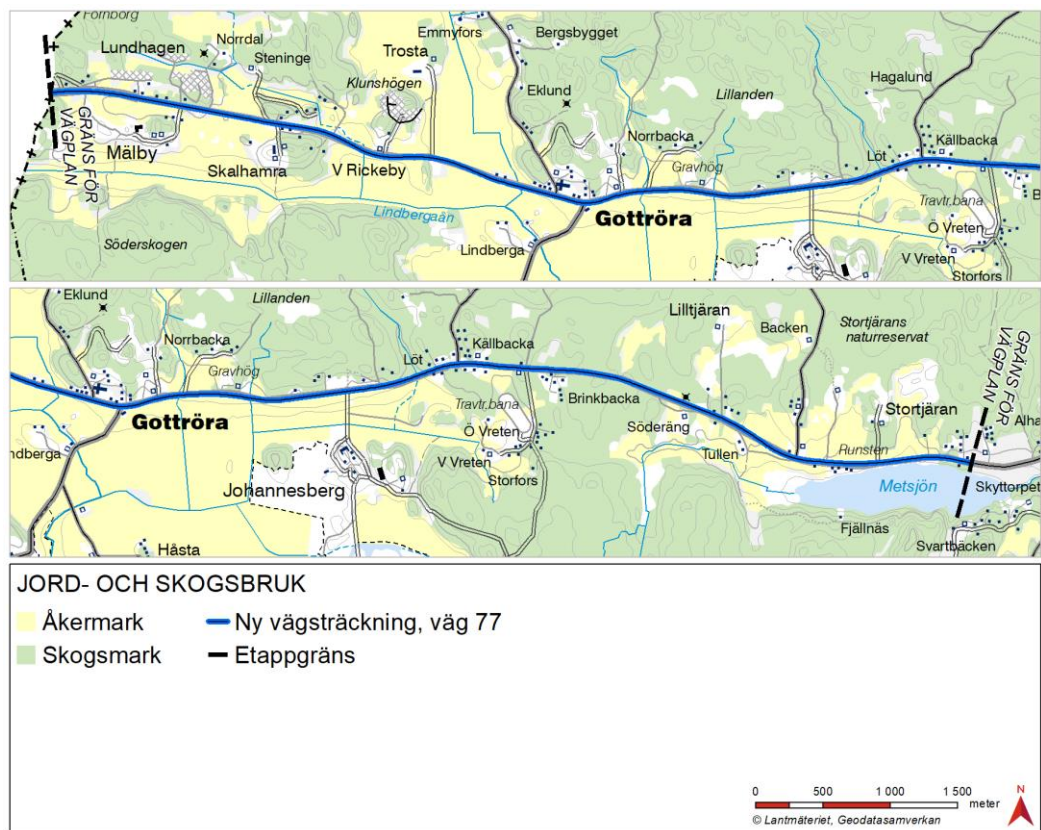 Fornborg
Lundhagen
Norrdal
Steninge
Trosta
Emmyfors
Bergsbygget
Klunshögen
Eklund
Lillanden
Hagalund
GRÄNS FÖR
VÄGPLAN
Mälby
Skalhamra
V Rickeby
Norrbacka
Gravhög
Löt
Källbacka
Gottröra
Lindbergaån
Lindberga
Söderskogen
Travtr.bana
Ö Vreten
V Vreten
Storfors
B
Eklund
Lillanden
Norrbacka
Gravhög
Löt
Källbacka
Lilltjäran
Backen
Stortjärans
naturreservat
GRÄNS FÖR
VÄGPLAN
Gottröra
ndberga
Travtr.bana
Ö Vreten
V Vreten
Storfors
Brinkbacka
Söderäng
Tullen
Stortjäran
Runsten
Alha
Johannesberg
Metsjön
Skyttorpet
Fjällnäs
Svartbäcken
Håsta
JORD- OCH SKOGSBRUK
Åkermark
Ny vägsträckning, väg 77
Skogsmark
Etappgräns
0 500 1 000 1 500
meter
N
© Lantmäteriet, Geodatasamverkan